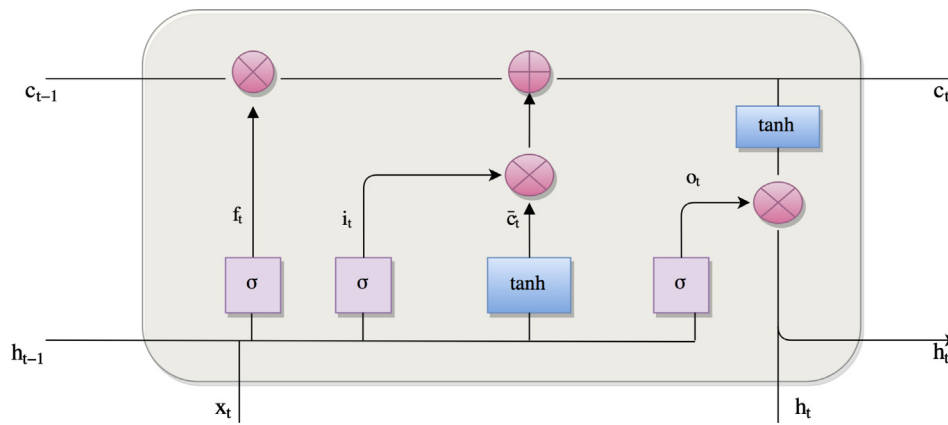 c_{t-1}
c_t
tanh
o_t
f_t
i_t
c̄_t
σ
σ
tanh
σ
h_{t-1}
h_t
x_t
h_t